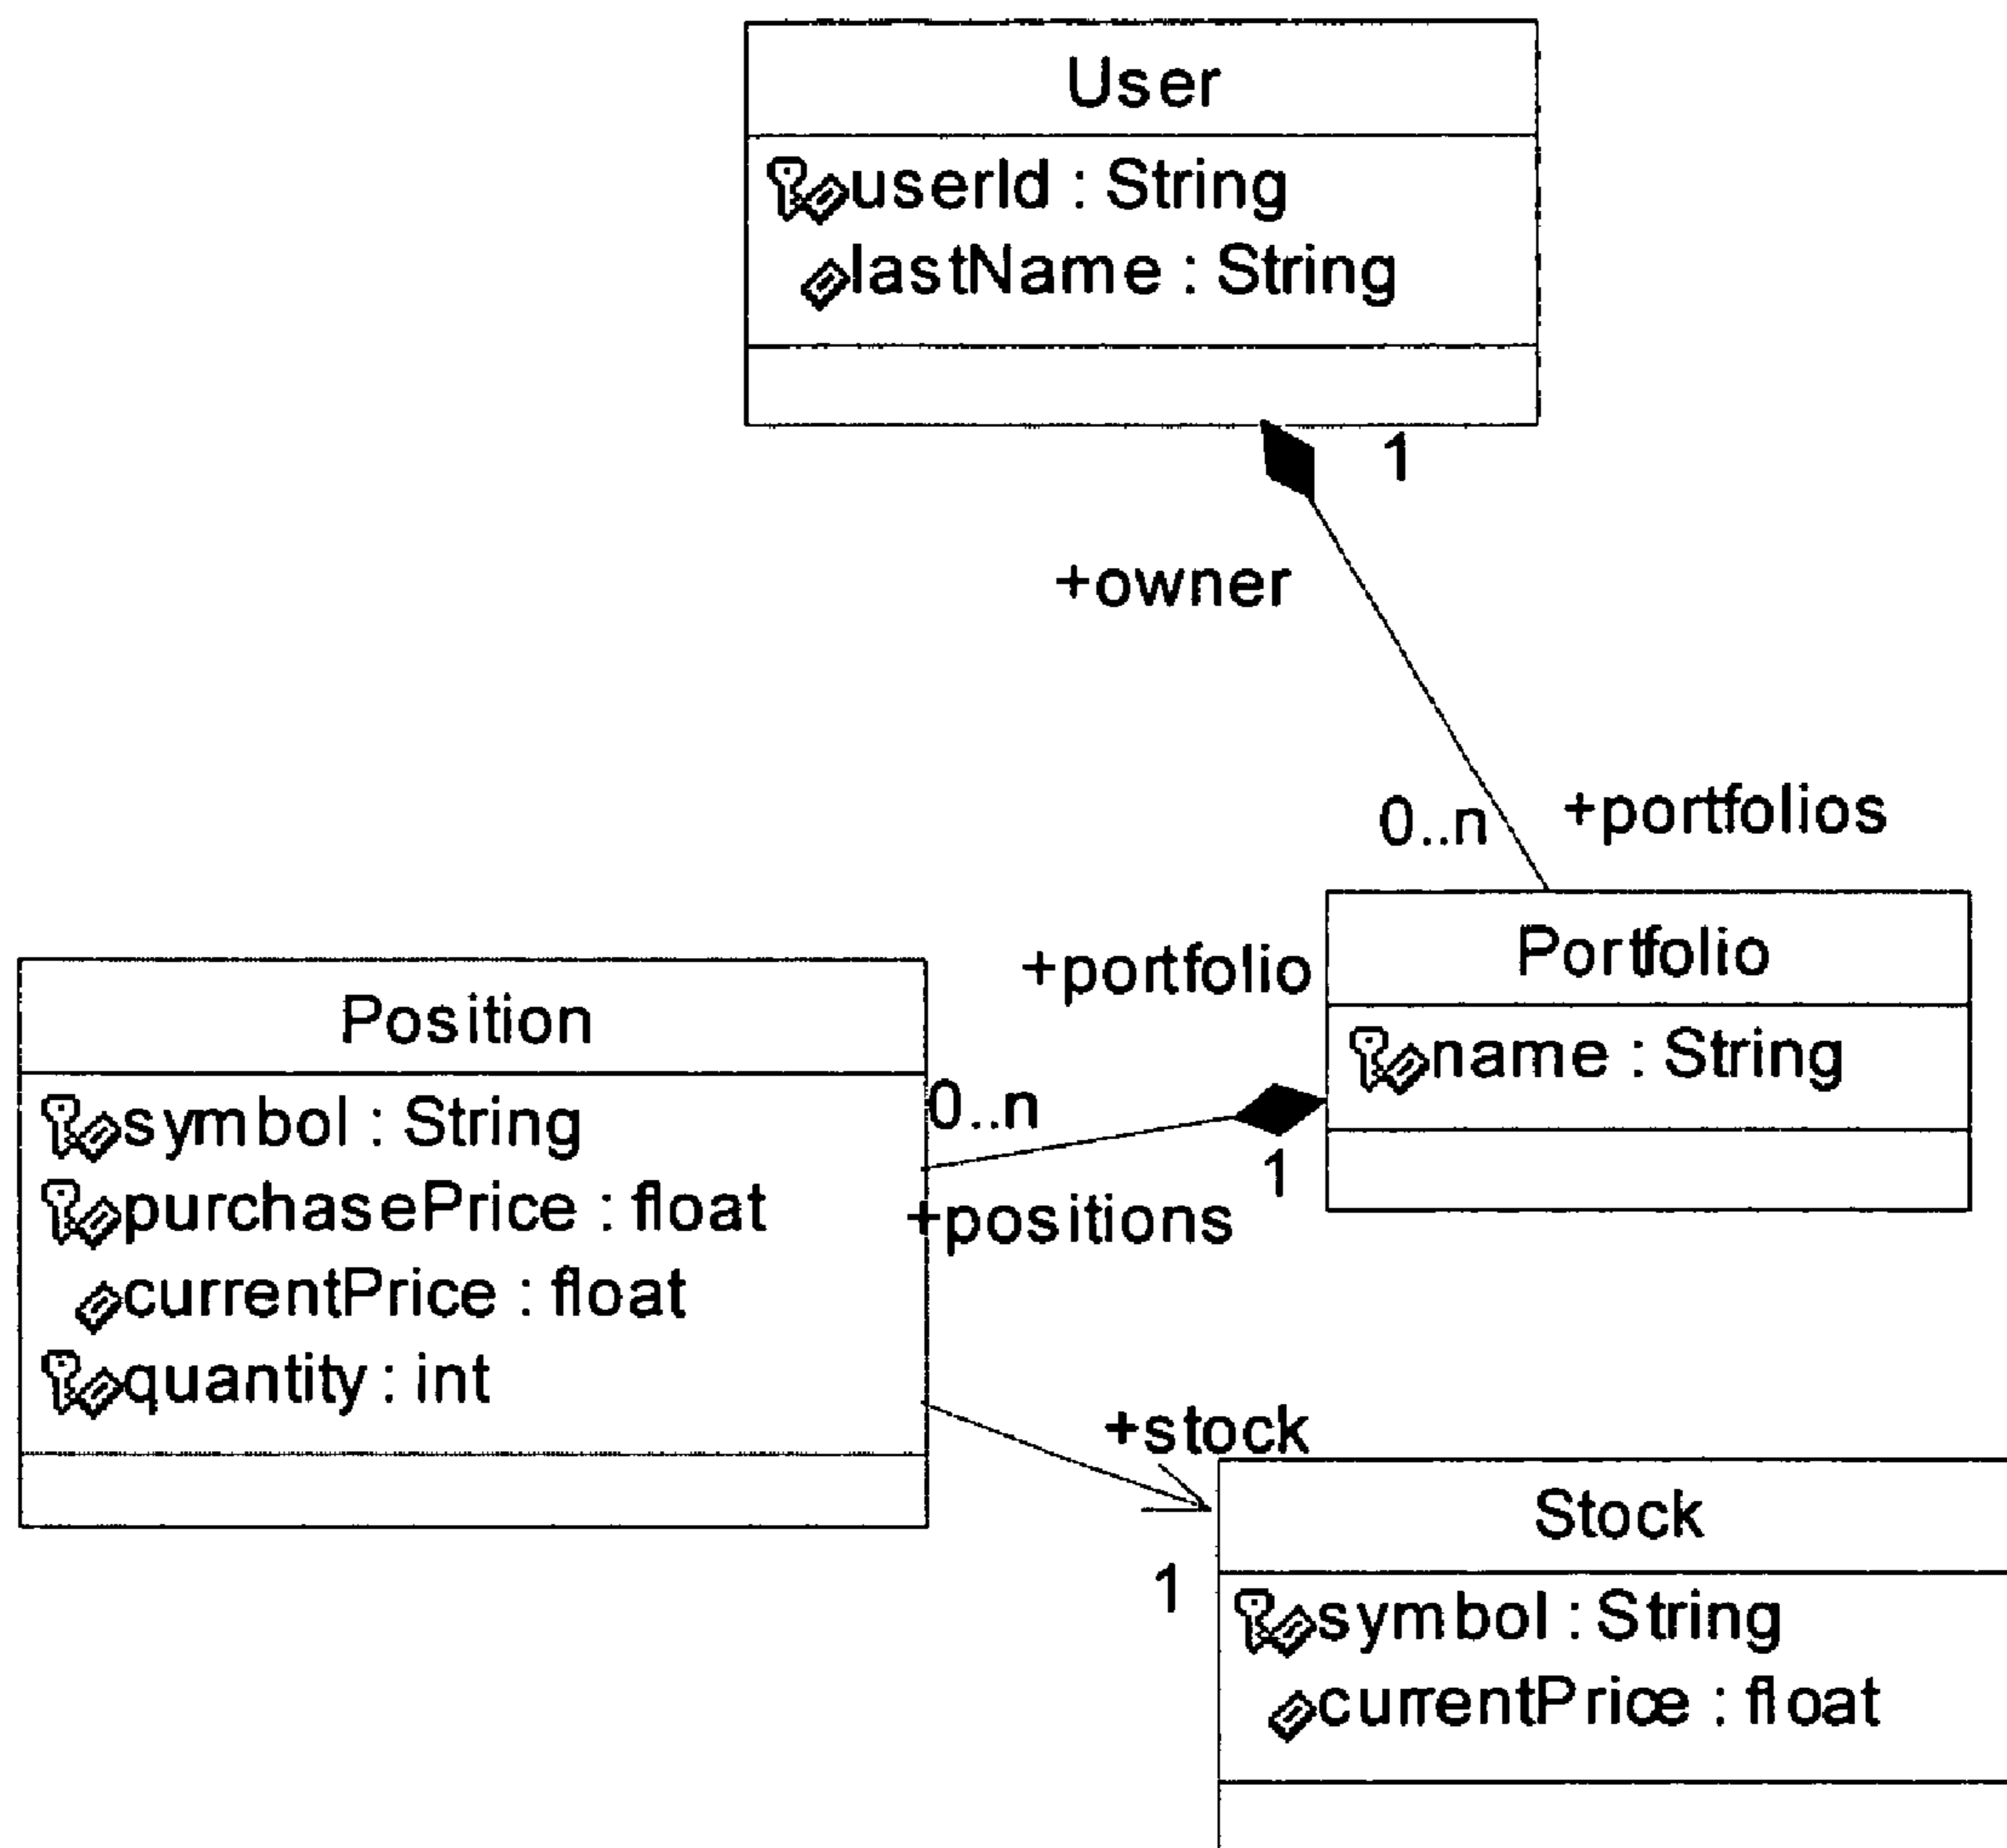 User
userId : String
lastName : String
1
+owner
0..n
+portfolios
Portfolio
name : String
+portfolio
1
Position
symbol : String
purchasePrice : float
currentPrice : float
quantity : int
0..n
+positions
+stock
1
Stock
symbol : String
currentPrice : float